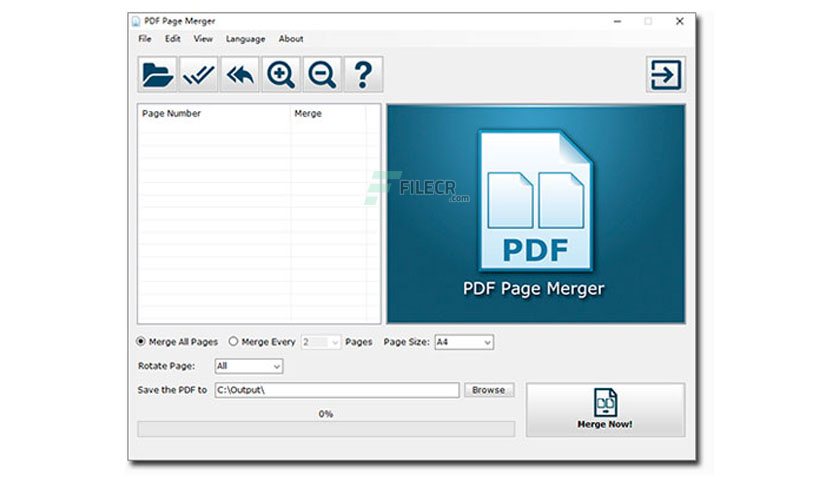 PDF Page Merger
File Edit View Language About
Page Number Merge
FILECR
.com
PDF
PDF Page Merger
Merge All Pages Merge Every 2 Pages Page Size: A4
Rotate Page: All
Save the PDF to C:\Output\ Browse
0%
Merge Now!